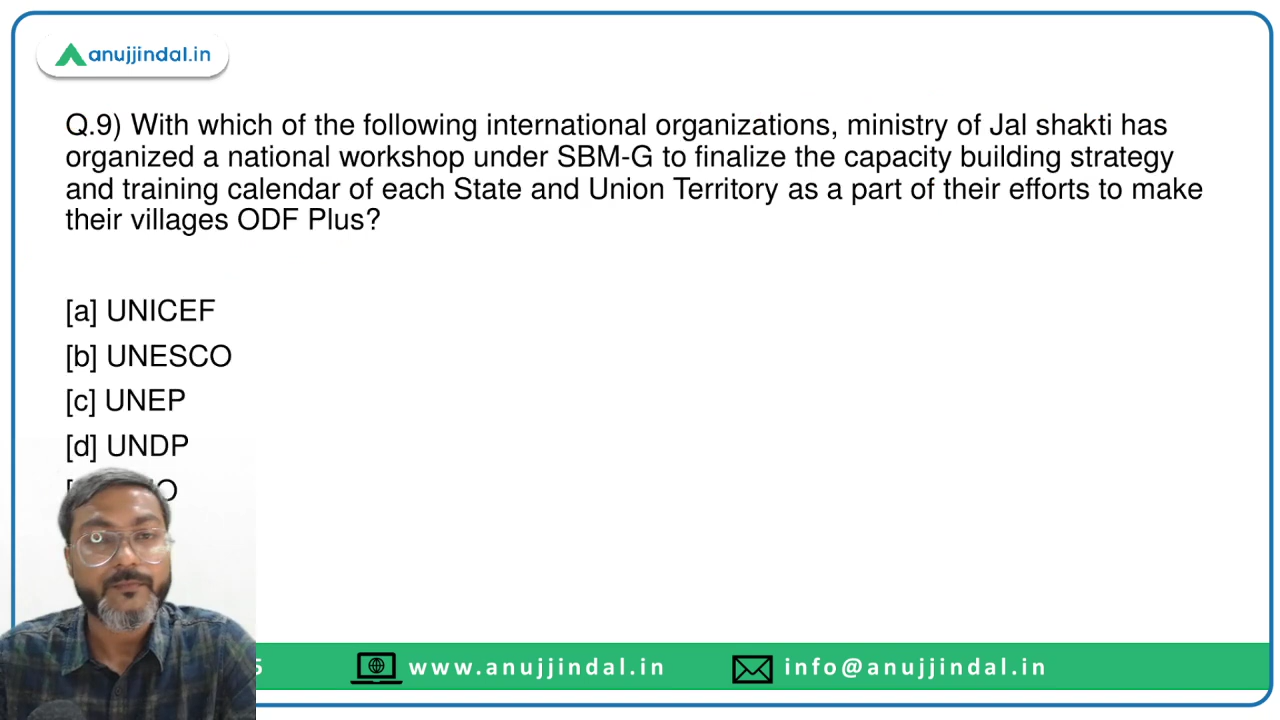 anujjindal.in
Q.9) With which of the following international organizations, ministry of Jal shakti has
organized a national workshop under SBM-G to finalize the capacity building strategy
and training calendar of each State and Union Territory as a part of their efforts to make
their villages ODF Plus?
[a] UNICEF
[b] UNESCO
[c] UNEP
[d] UNDP
www.anujjindal.in
info@anujjindal.in